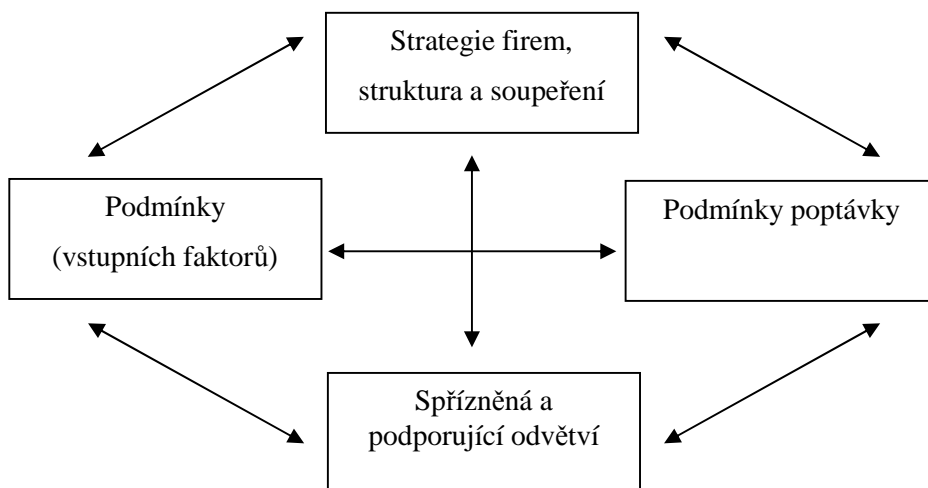 Strategie firem,
struktura a soupeření
Podmínky
(vstupních faktorů)
Podmínky poptávky
Spřízněná a
podporující odvětví